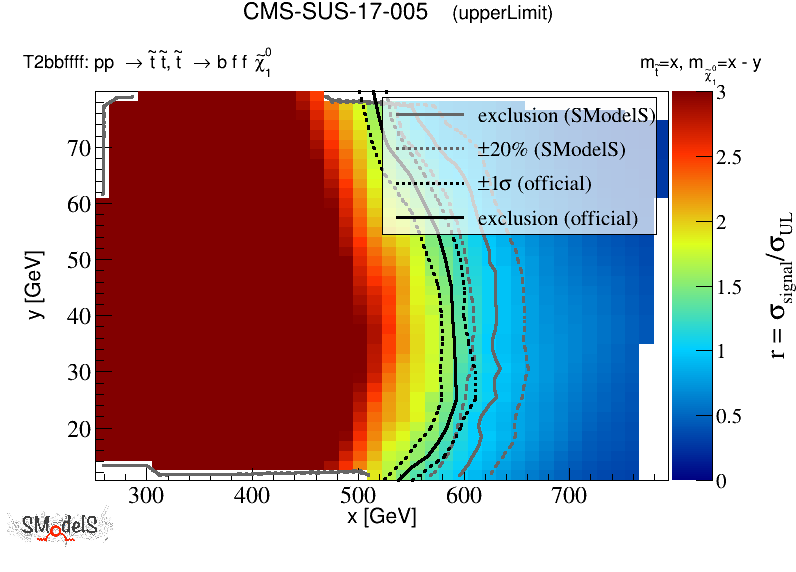 CMS-SUS-17-005 (upperLimit)
T2bbffff: pp → t̃ t̃, t̃ → b f f χ̃₁⁰
m_t̃=x, m_χ̃₁⁰=x - y
exclusion (SModelS)
±20% (SModelS)
±1σ (official)
exclusion (official)
70
60
50
40
30
20
y [GeV]
300 400 500 600 700
x [GeV]
3
2.5
2
1.5
1
0.5
0
r = σ_signal/σ_UL
SModelS